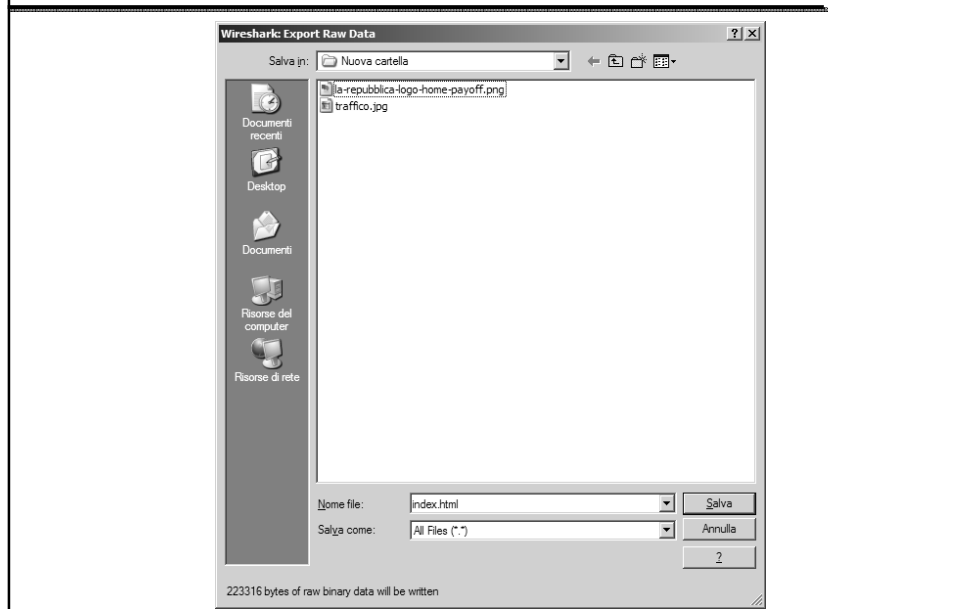 Wireshark: Export Raw Data
Salva in:
Nuova cartella
la-repubblica-logo-home-payoff.png
traffico.jpg
Documenti
recenti
Desktop
Documenti
Risorse del
computer
Risorse di rete
Nome file:
index.html
Salva
Salva come:
All Files (*.*)
Annulla
?
223316 bytes of raw binary data will be written